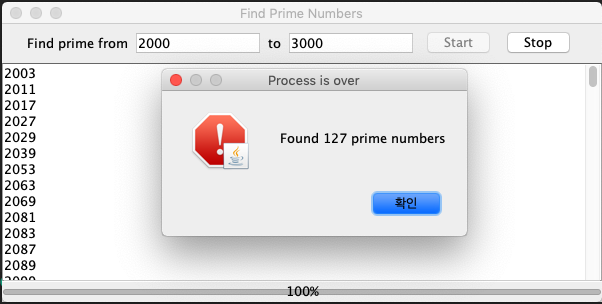 Find Prime Numbers
Find prime from 2000 to 3000 Start Stop
2003
2011
2017
2027
2029
2039
2053
2063
2069
2081
2083
2087
2089
Process is over
Found 127 prime numbers
확인
100%